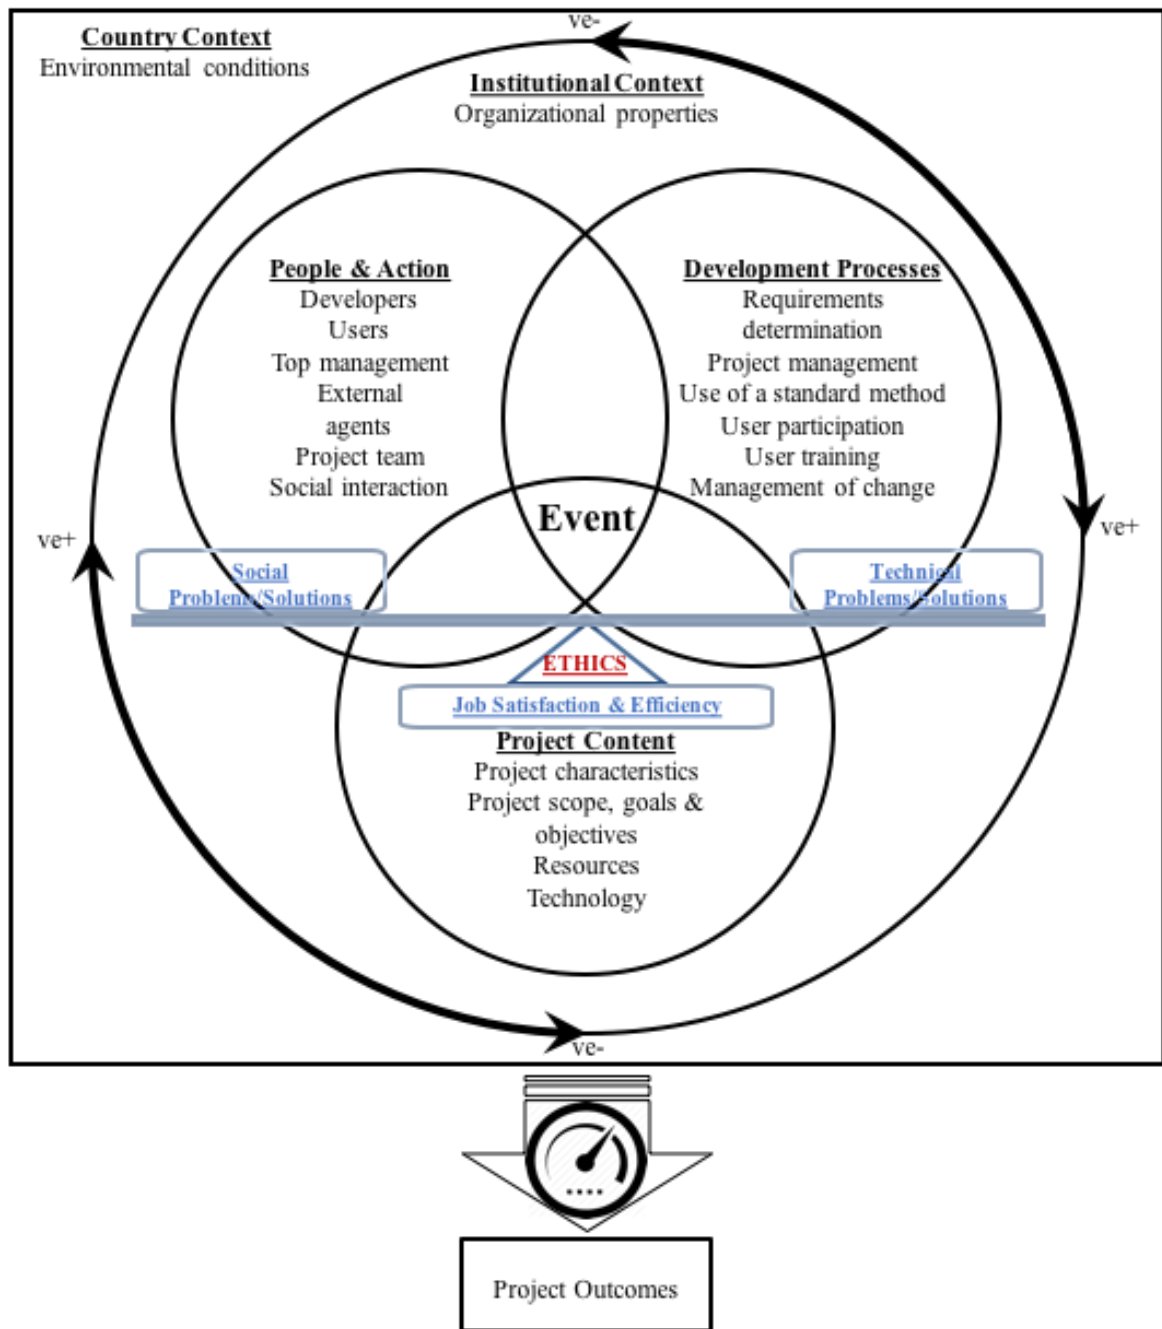 ve-
Country Context
Environmental conditions
Institutional Context
Organizational properties
People & Action
Developers
Users
Top management
External
agents
Project team
Social interaction
Development Processes
Requirements
determination
Project management
Use of a standard method
User participation
User training
Management of change
Event
ve+
ve+
Social
Problems/Solutions
Technical
Problems/Solutions
ETHICS
Job Satisfaction & Efficiency
Project Content
Project characteristics
Project scope, goals &
objectives
Resources
Technology
ve-
Project Outcomes